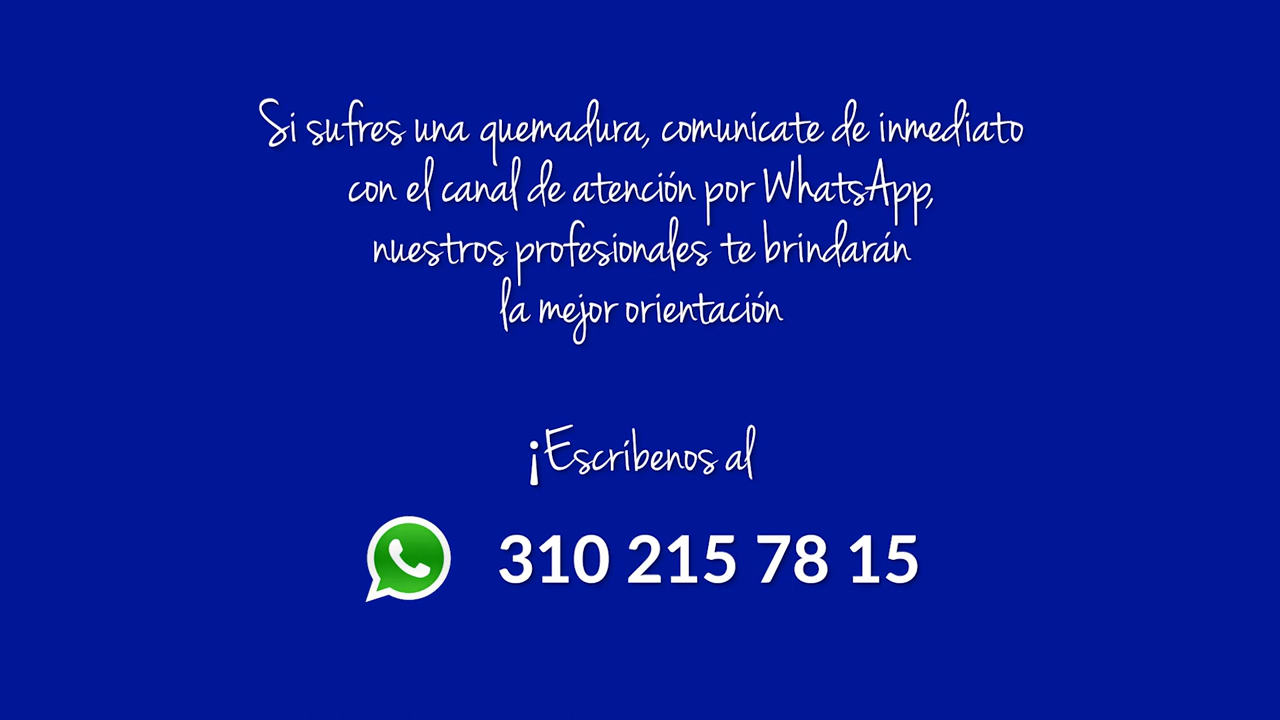 Si sufres una quemadura, comunícate de inmediato
con el canal de atención por WhatsApp,
nuestros profesionales te brindarán
la mejor orientación
¡Escríbenos al
310 215 78 15